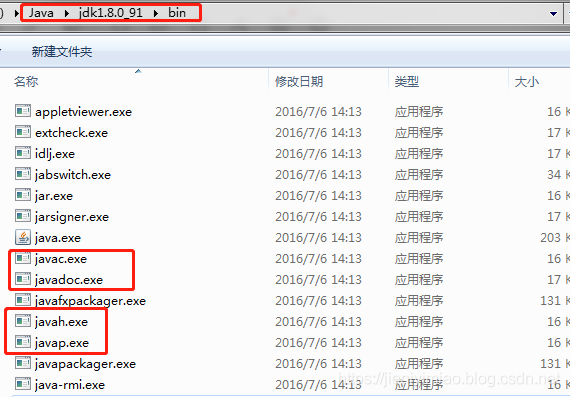 ) ▸ Java ▸ jdk1.8.0_91 ▸ bin
新建文件夹
名称 修改日期 类型 大小
appletviewer.exe 2016/7/6 14:13 应用程序 16 K
extcheck.exe 2016/7/6 14:13 应用程序 17 K
idlj.exe 2016/7/6 14:13 应用程序 17 K
jabswitch.exe 2016/7/6 14:13 应用程序 34 K
jar.exe 2016/7/6 14:13 应用程序 16 K
jarsigner.exe 2016/7/6 14:13 应用程序 17 K
java.exe 2016/7/6 14:13 应用程序 203 K
javac.exe 2016/7/6 14:13 应用程序 16 K
javadoc.exe 2016/7/6 14:13 应用程序 17 K
javafxpackager.exe 2016/7/6 14:13 应用程序 131 K
javah.exe 2016/7/6 14:13 应用程序 16 K
javap.exe 2016/7/6 14:13 应用程序 16 K
javapackager.exe 2016/7/6 14:13 应用程序 131 K
java-rmi.exe 2016/7/6 14:13 应用程序 16 K